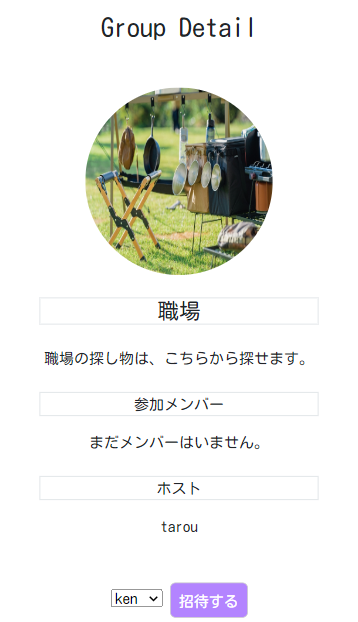 Group Detail
職場
職場の探し物は、こちらから探せます。
参加メンバー
まだメンバーはいません。
ホスト
tarou
ken 招待する